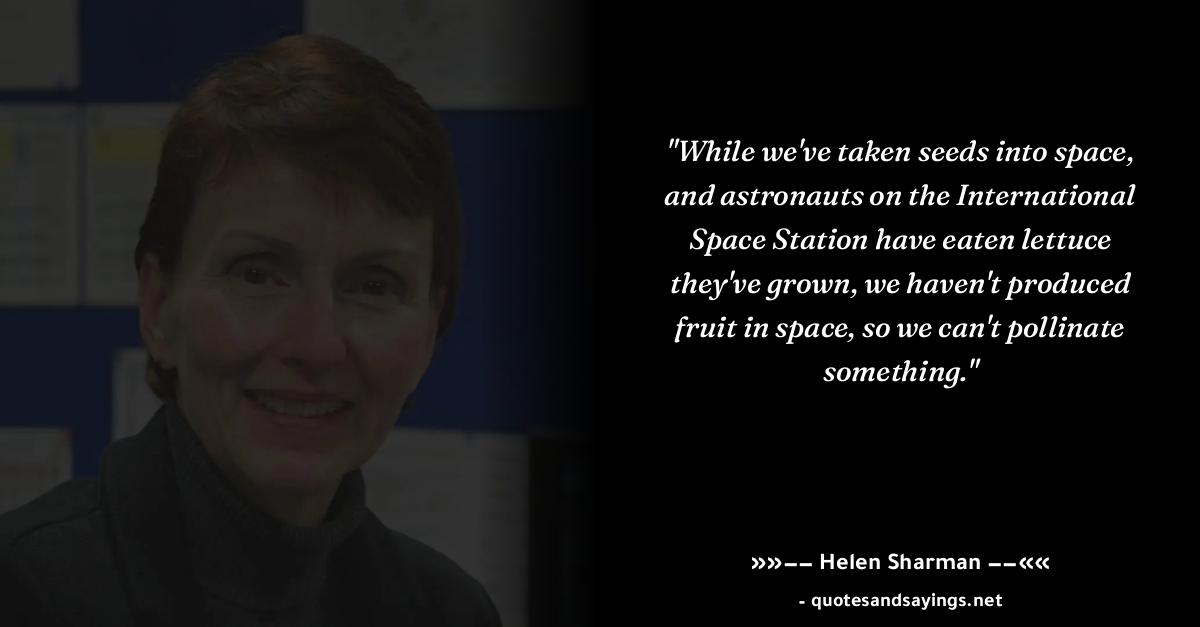 "While we've taken seeds into space,
and astronauts on the International
Space Station have eaten lettuce
they've grown, we haven't produced
fruit in space, so we can't pollinate
something."
»»–– Helen Sharman ––««
- quotesandsayings.net